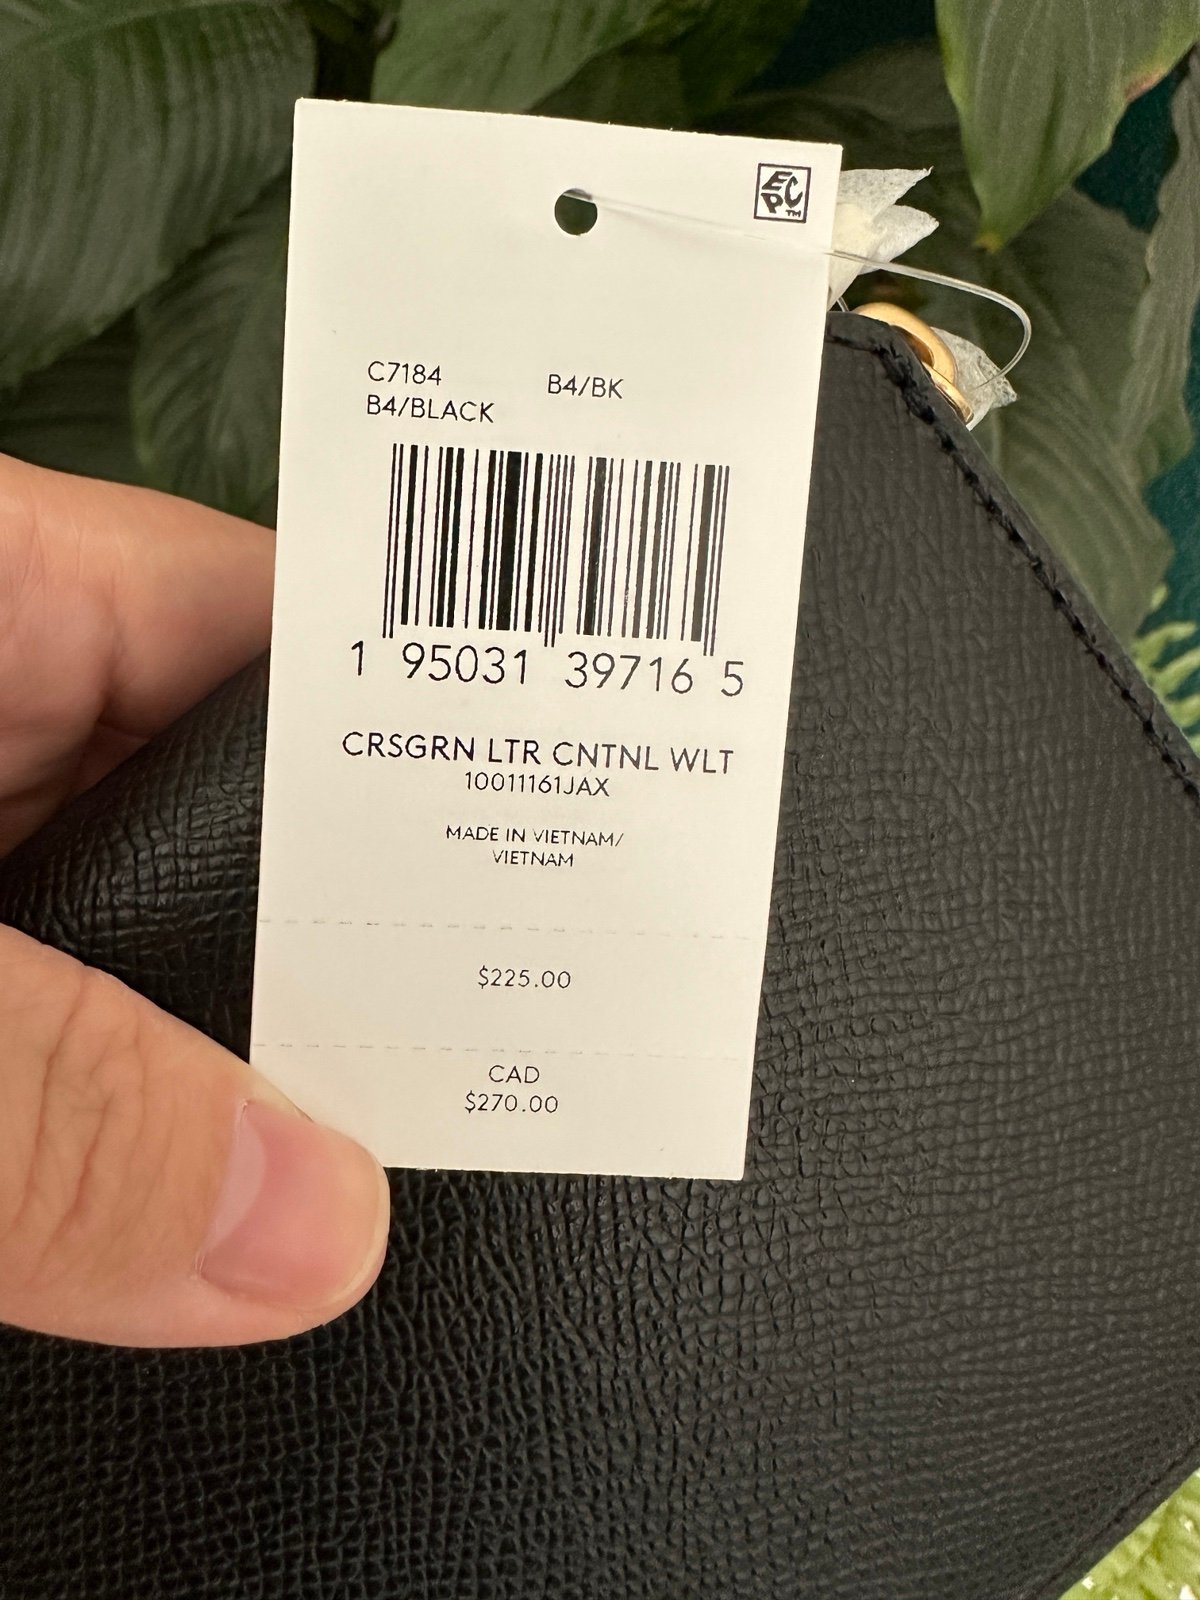 EPC™
C7184 B4/BK
B4/BLACK
1 95031 39716 5
CRSGRN LTR CNTNL WLT
10011161JAX
MADE IN VIETNAM/
VIETNAM
$225.00
CAD
$270.00